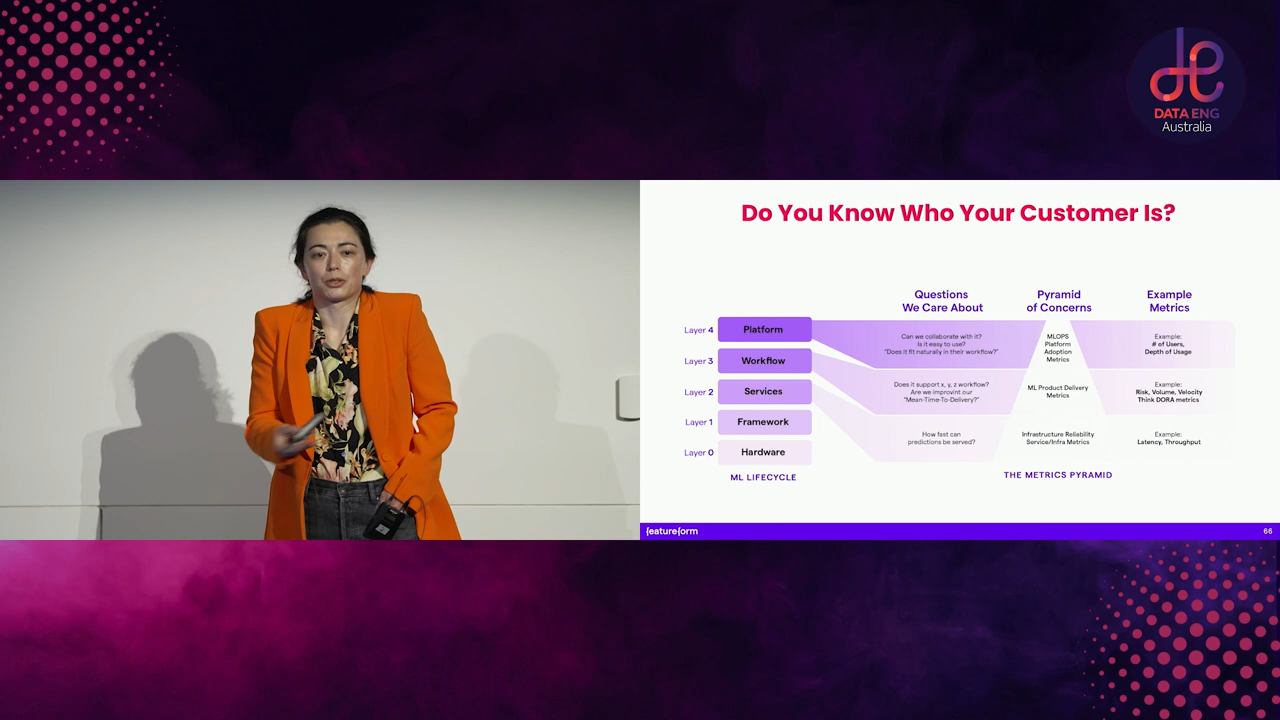 DATA ENG
Australia
Do You Know Who Your Customer Is?
Questions
We Care About
Pyramid
of Concerns
Example
Metrics
Layer 4
Platform
Can we collaborate with it?
Is it easy to use?
"Does it fit naturally in their workflow?"
MLOPS
Platform
Adoption
Metrics
Example:
# of Users,
Depth of Usage
Layer 3
Workflow
Layer 2
Services
Does it support x, y, z workflow?
Are we improvint our
"Mean-Time-To-Delivery?"
ML Product Delivery
Metrics
Example:
Risk, Volume, Velocity
Think DORA metrics
Layer 1
Framework
Layer 0
Hardware
How fast can
predictions be served?
Infrastructure Reliability
Service/Infra Metrics
Example:
Latency, Throughput
ML LIFECYCLE
THE METRICS PYRAMID
{eature{orm
66